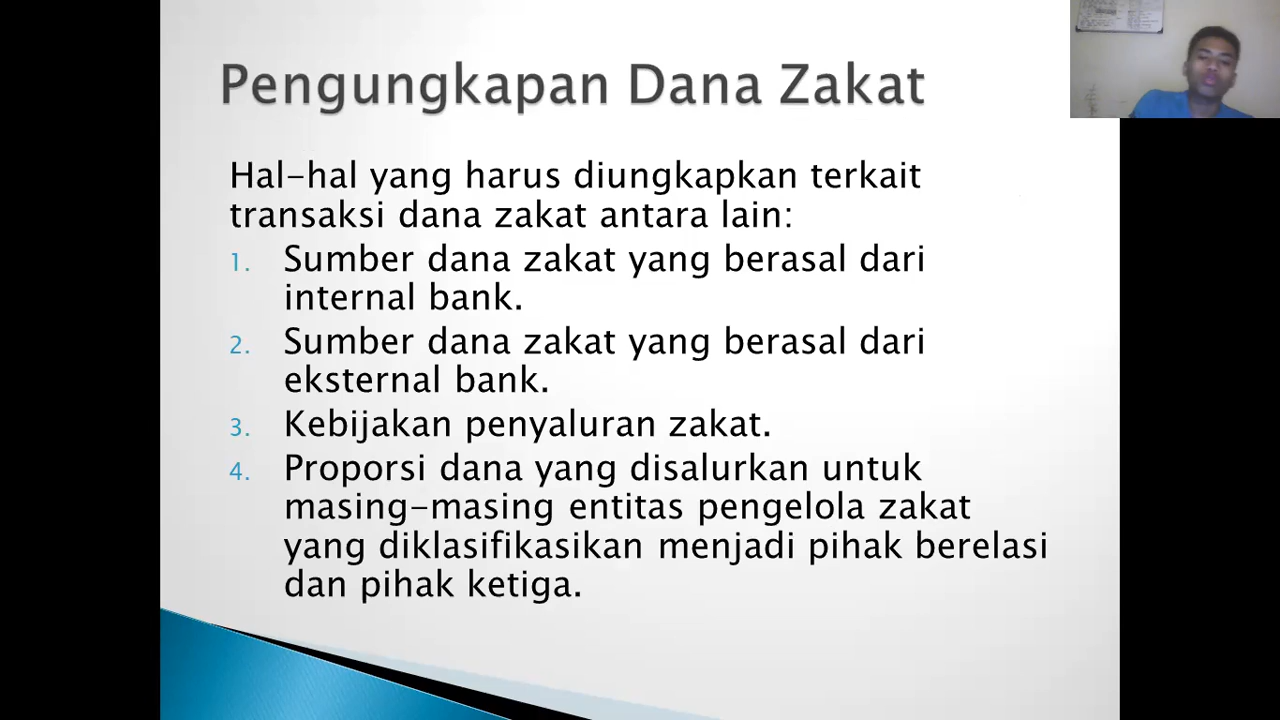 Pengungkapan Dana Zakat
Hal-hal yang harus diungkapkan terkait
transaksi dana zakat antara lain:
1. Sumber dana zakat yang berasal dari
internal bank.
2. Sumber dana zakat yang berasal dari
eksternal bank.
3. Kebijakan penyaluran zakat.
4. Proporsi dana yang disalurkan untuk
masing-masing entitas pengelola zakat
yang diklasifikasikan menjadi pihak berelasi
dan pihak ketiga.